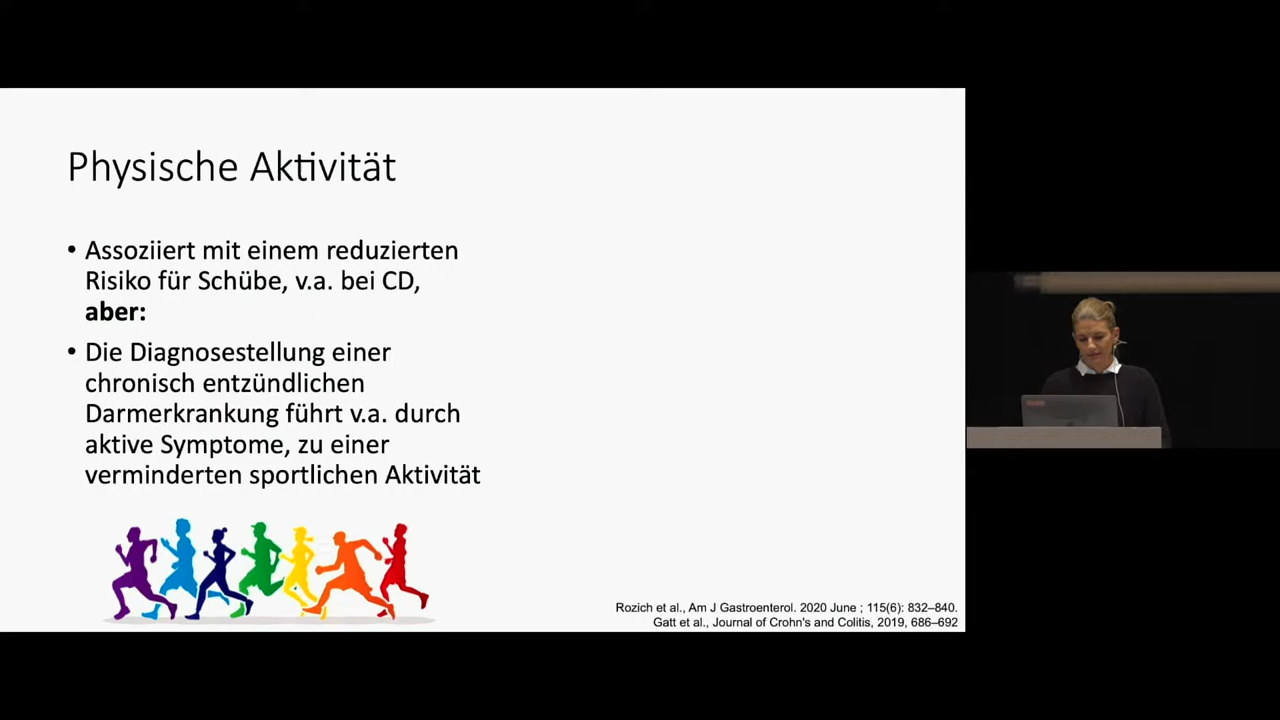 Physische Aktivität
• Assoziiert mit einem reduzierten
Risiko für Schübe, v.a. bei CD,
aber:
• Die Diagnosestellung einer
chronisch entzündlichen
Darmerkrankung führt v.a. durch
aktive Symptome, zu einer
verminderten sportlichen Aktivität
Rozich et al., Am J Gastroenterol. 2020 June ; 115(6): 832–840.
Gatt et al., Journal of Crohn's and Colitis, 2019, 686–692